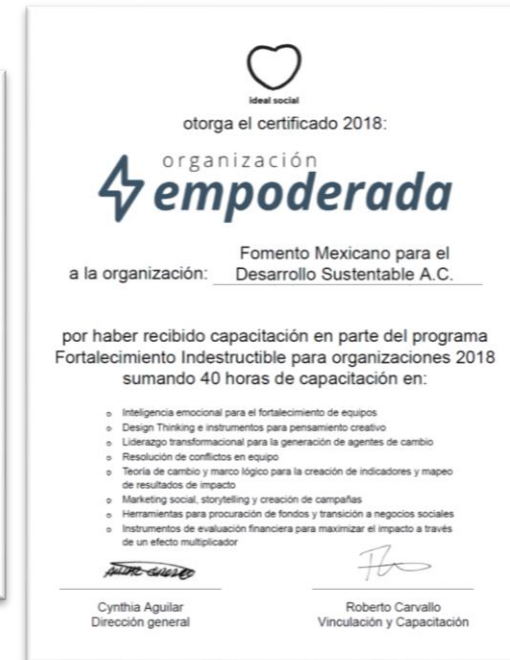 ideal social
otorga el certificado 2018:
organización
empoderada
Fomento Mexicano para el
a la organización: Desarrollo Sustentable A.C.
por haber recibido capacitación en parte del programa
Fortalecimiento Indestructible para organizaciones 2018
sumando 40 horas de capacitación en:
o Inteligencia emocional para el fortalecimiento de equipos
o Design Thinking e instrumentos para pensamiento creativo
o Liderazgo transformacional para la generación de agentes de cambio
o Resolución de conflictos en equipo
o Teoría de cambio y marco lógico para la creación de indicadores y mapeo
de resultados de impacto
o Marketing social, storytelling y creación de campañas
o Herramientas para procuración de fondos y transición a negocios sociales
o Instrumentos de evaluación financiera para maximizar el impacto a través
de un efecto multiplicador
Cynthia Aguilar
Dirección general
Roberto Carvallo
Vinculación y Capacitación